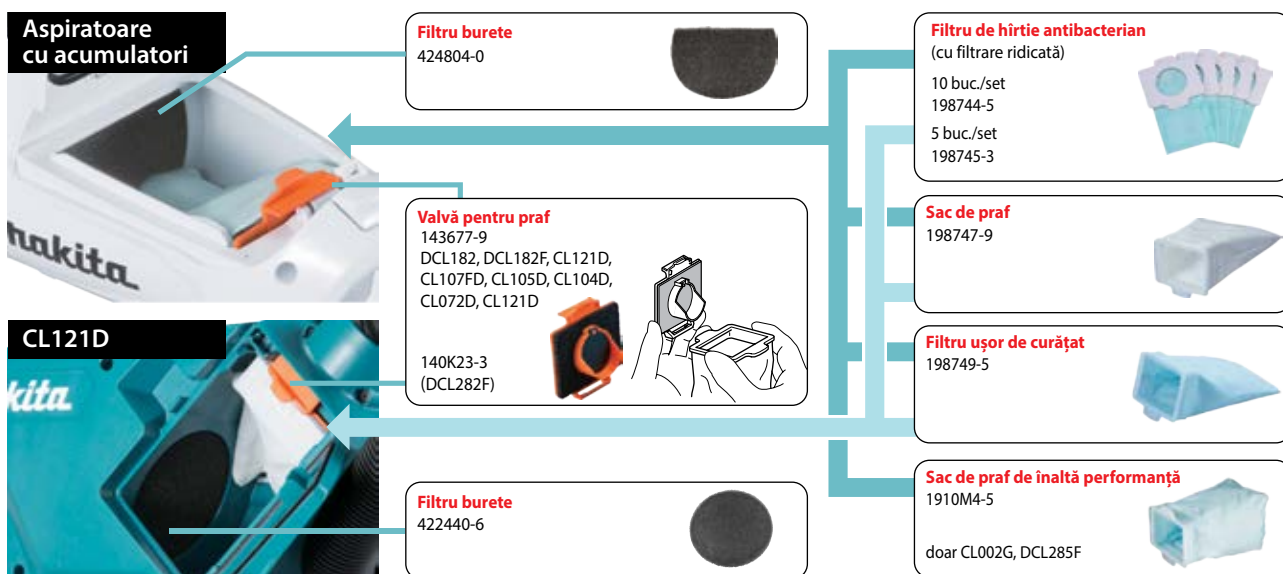 Aspiratoare
cu acumulatori
makita
CL121D
kita
Filtru burete
424804-0
Valvă pentru praf
143677-9
DCL182, DCL182F, CL121D,
CL107FD, CL105D, CL104D,
CL072D, CL121D
140K23-3
(DCL282F)
Filtru burete
422440-6
Filtru de hîrtie antibacterian
(cu filtrare ridicată)
10 buc./set
198744-5
5 buc./set
198745-3
Sac de praf
198747-9
Filtru ușor de curățat
198749-5
Sac de praf de înaltă performanță
1910M4-5
doar CL002G, DCL285F